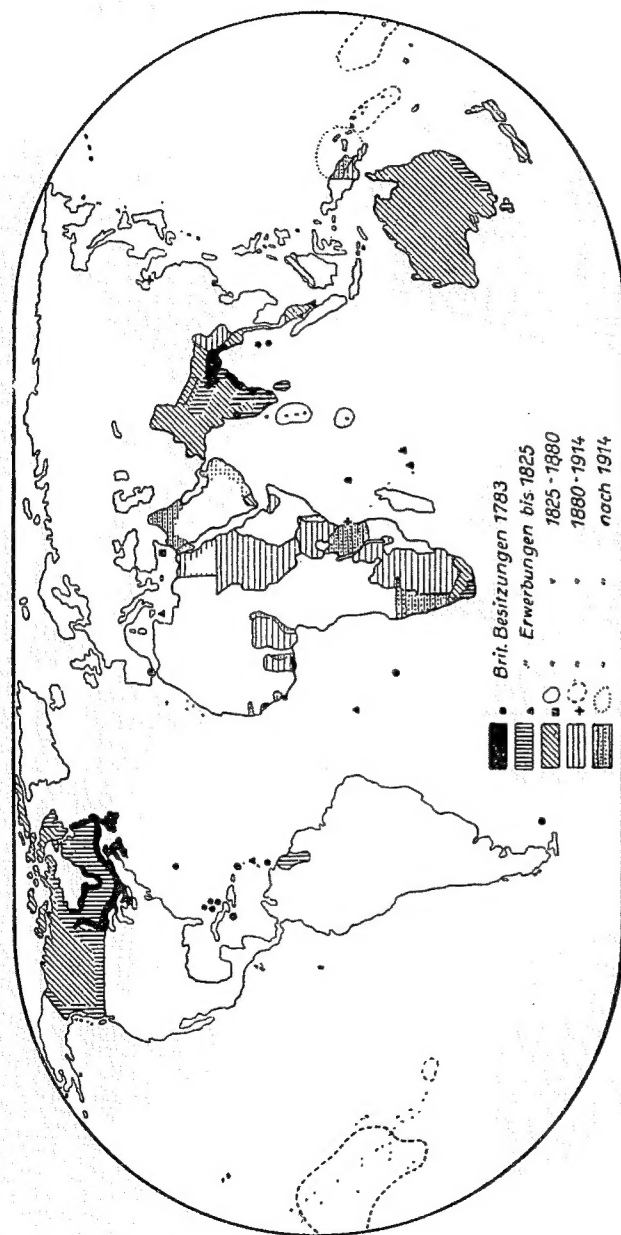 Brit. Besitzungen 1783
" Erwerbungen bis 1825
" " 1825-1880
" " 1880-1914
" " nach 1914